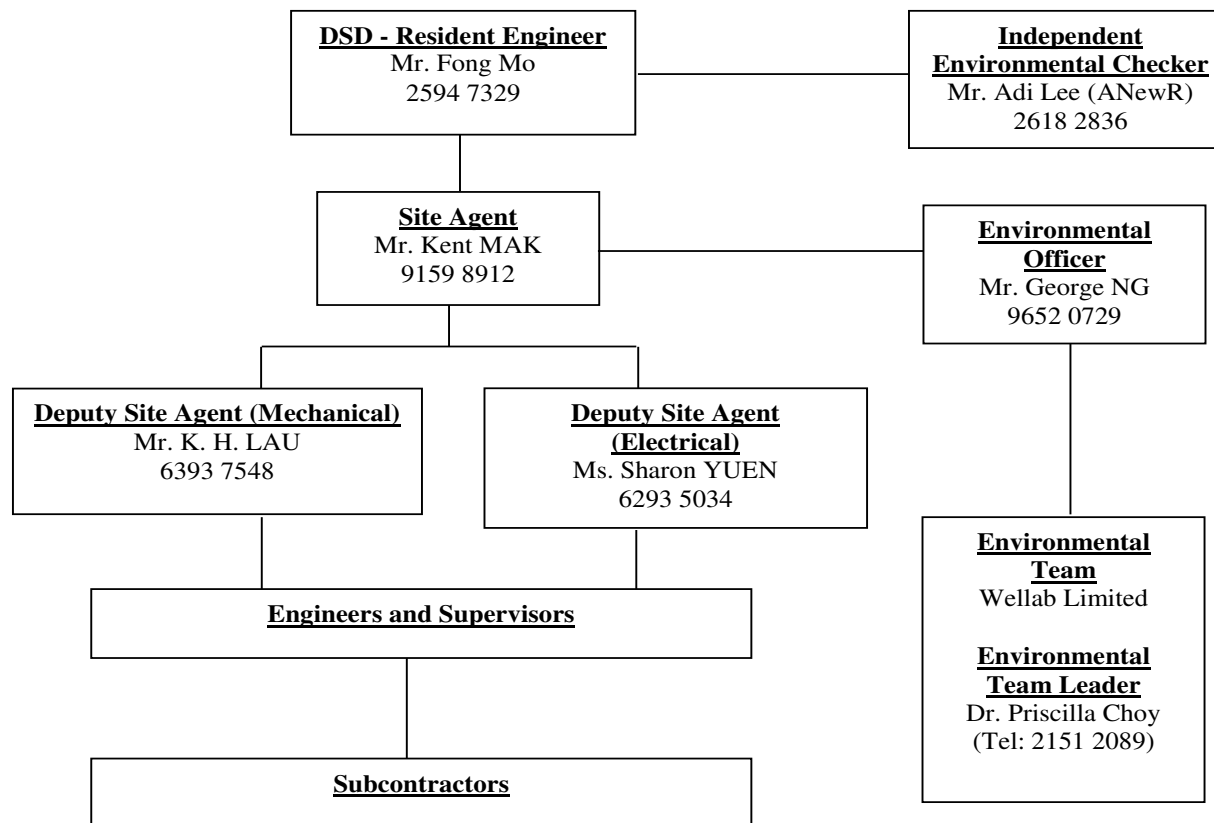 DSD - Resident Engineer
Mr. Fong Mo
2594 7329
Independent
Environmental Checker
Mr. Adi Lee (ANewR)
2618 2836
Site Agent
Mr. Kent MAK
9159 8912
Environmental
Officer
Mr. George NG
9652 0729
Deputy Site Agent (Mechanical)
Mr. K. H. LAU
6393 7548
Deputy Site Agent
(Electrical)
Ms. Sharon YUEN
6293 5034
Engineers and Supervisors
Environmental
Team
Wellab Limited
Environmental
Team Leader
Dr. Priscilla Choy
(Tel: 2151 2089)
Subcontractors